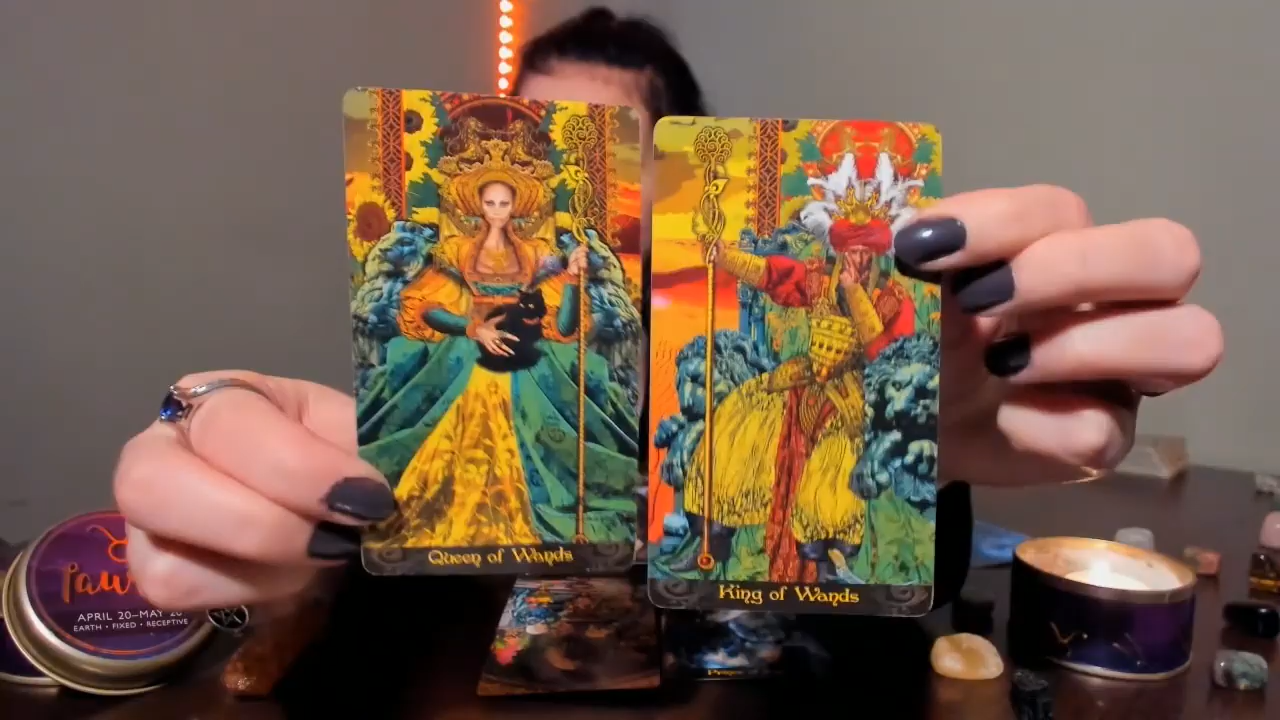 Queen of Wands
King of Wands
APRIL 20–MAY 20
EARTH • FIXED • RECEPTIVE